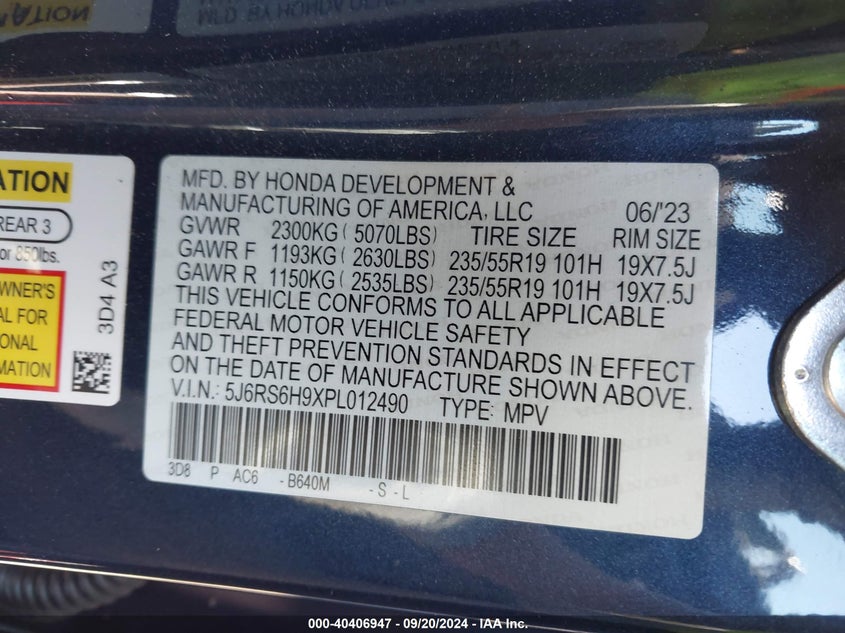 ATION
REAR 3
or 850lbs.
OWNER'S
AL FOR
IONAL
RMATION
3D4 A3
MFD. BY HONDA DEVELOPMENT &
MANUFACTURING OF AMERICA, LLC 06/'23
GVWR 2300KG ( 5070LBS) TIRE SIZE RIM SIZE
GAWR F 1193KG ( 2630LBS) 235/55R19 101H 19X7.5J
GAWR R 1150KG ( 2535LBS) 235/55R19 101H 19X7.5J
THIS VEHICLE CONFORMS TO ALL APPLICABLE
FEDERAL MOTOR VEHICLE SAFETY
AND THEFT PREVENTION STANDARDS IN EFFECT
ON THE DATE OF MANUFACTURE SHOWN ABOVE.
V.I.N.: 5J6RS6H9XPL012490 TYPE: MPV
3D8 P AC6 -B640M -S-L
000-40406947 - 09/20/2024 - IAA Inc.